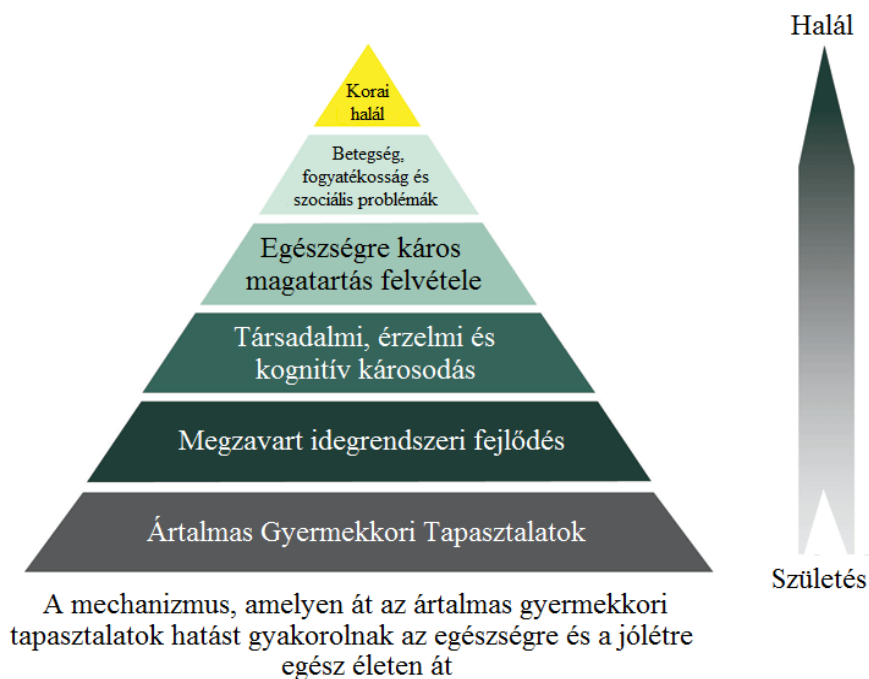 Halál
Korai
halál
Betegség,
fogyatékosság és
szociális problémák
Egészségre káros
magatartás felvétele
Társadalmi, érzelmi és
kognitív károsodás
Megzavart idegrendszeri fejlődés
Ártalmas Gyermekkori Tapasztalatok
Születés
A mechanizmus, amelyen át az ártalmas gyermekkori
tapasztalatok hatást gyakorolnak az egészségre és a jólétre
egész életen át